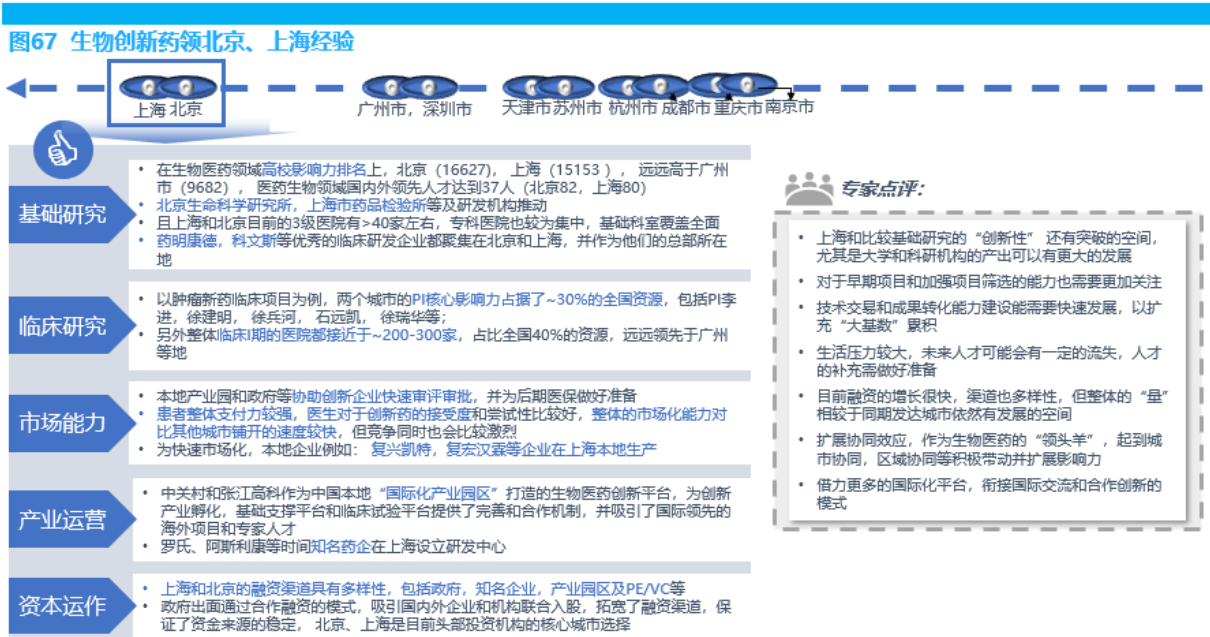 图67 生物创新药领北京、上海经验
上海 北京
广州市，深圳市
天津市 苏州市 杭州市 成都市 重庆市 南京市
基础研究
• 在生物医药领域高校影响力排名上，北京（16627），上海（15153 ），远远高于广州
市（9682），医药生物领域国内外领先人才达到37人（北京82，上海80）
• 北京生命科学研究所，上海市药品检验所等及研发机构推动
• 且上海和北京目前的3级医院有>40家左右，专科医院也较为集中，基础科室覆盖全面
• 药明康德，科文斯等优秀的临床研发企业都聚集在北京和上海，并作为他们的总部所在
地
临床研究
• 以肿瘤新药临床项目为例，两个城市的PI核心影响力占据了~30%的全国资源，包括PI李
进，徐建明， 徐兵河， 石远凯， 徐瑞华等；
• 另外整体临床I期的医院都接近于~200-300家，占比全国40%的资源，远远领先于广州
等地
市场能力
• 本地产业园和政府等协助创新企业快速审评审批，并为后期医保做好准备
• 患者整体支付力较强，医生对于创新药的接受度和尝试性比较好，整体的市场化能力对
比其他城市铺开的速度较快，但竞争同时也会比较激烈
• 为快速市场化，本地企业例如： 复兴凯特，复宏汉霖等企业在上海本地生产
产业运营
• 中关村和张江高科作为中国本地“国际化产业园区”打造的生物医药创新平台，为创新
产业孵化，基础支撑平台和临床试验平台提供了完善和合作机制，并吸引了国际领先的
海外项目和专家人才
• 罗氏、阿斯利康等时间知名药企在上海设立研发中心
资本运作
• 上海和北京的融资渠道具有多样性，包括政府，知名企业，产业园区及PE/VC等
• 政府出面通过合作融资的模式，吸引国内外企业和机构联合入股，拓宽了融资渠道，保
证了资金来源的稳定， 北京、上海是目前头部投资机构的核心城市选择
专家点评：
• 上海和比较基础研究的“创新性” 还有突破的空间，
尤其是大学和科研机构的产出可以有更大的发展
• 对于早期项目和加强项目筛选的能力也需要更加关注
• 技术交易和成果转化能力建设能需要快速发展，以扩
充“大基数”累积
• 生活压力较大，未来人才可能会有一定的流失，人才
的补充需做好准备
• 目前融资的增长很快，渠道也多样性，但整体的“量”
相较于同期发达城市依然有发展的空间
• 扩展协同效应，作为生物医药的“领头羊”，起到城
市协同，区域协同等积极带动并扩展影响力
• 借力更多的国际化平台，衔接国际交流和合作创新的
模式